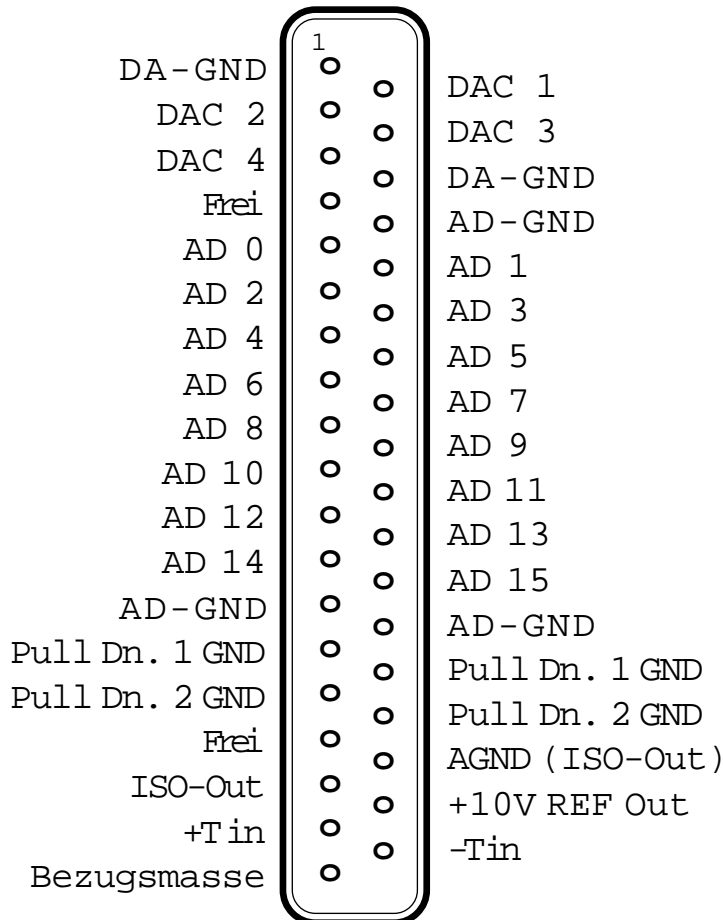 1
DA-GND
DAC 1
DAC 2
DAC 3
DAC 4
DA-GND
Frei
AD-GND
AD 0
AD 1
AD 2
AD 3
AD 4
AD 5
AD 6
AD 7
AD 8
AD 9
AD 10
AD 11
AD 12
AD 13
AD 14
AD 15
AD-GND
AD-GND
Pull Dn. 1 GND
Pull Dn. 1 GND
Pull Dn. 2 GND
Pull Dn. 2 GND
Frei
AGND (ISO-Out)
ISO-Out
+10V REF Out
+Tin
-Tin
Bezugsmasse